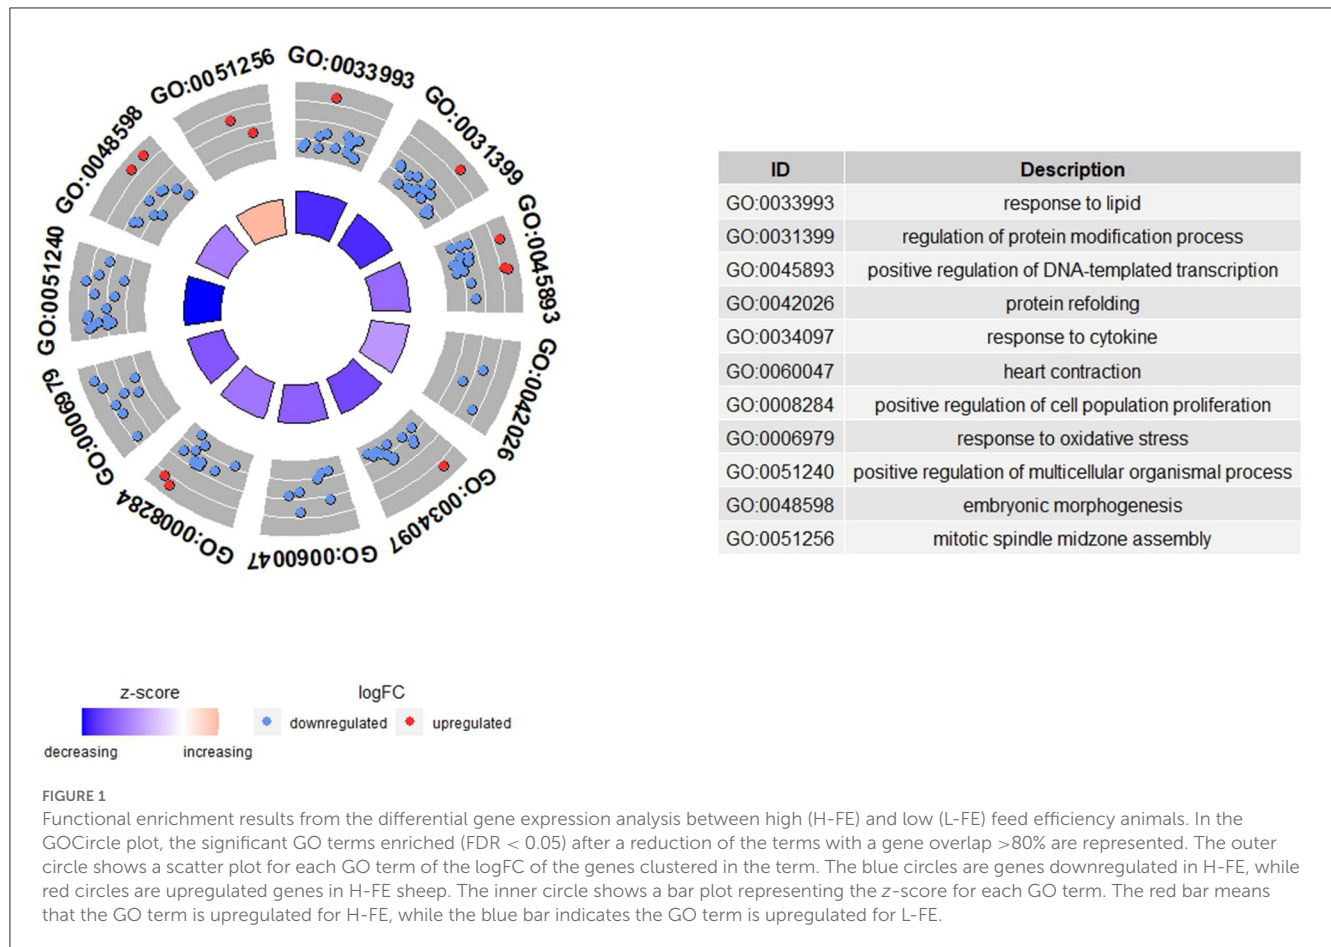 GO:0051256
GO:0033993
GO:0031399
GO:0045893
GO:0042026
GO:0034097
GO:0060047
GO:0008284
GO:0006979
GO:0051240
GO:0048598
ID Description
GO:0033993 response to lipid
GO:0031399 regulation of protein modification process
GO:0045893 positive regulation of DNA-templated transcription
GO:0042026 protein refolding
GO:0034097 response to cytokine
GO:0060047 heart contraction
GO:0008284 positive regulation of cell population proliferation
GO:0006979 response to oxidative stress
GO:0051240 positive regulation of multicellular organismal process
GO:0048598 embryonic morphogenesis
GO:0051256 mitotic spindle midzone assembly
z-score logFC
downregulated upregulated
decreasing increasing
FIGURE 1
Functional enrichment results from the differential gene expression analysis between high (H-FE) and low (L-FE) feed efficiency animals. In the
GOCircle plot, the significant GO terms enriched (FDR < 0.05) after a reduction of the terms with a gene overlap >80% are represented. The outer
circle shows a scatter plot for each GO term of the logFC of the genes clustered in the term. The blue circles are genes downregulated in H-FE, while
red circles are upregulated genes in H-FE sheep. The inner circle shows a bar plot representing the z-score for each GO term. The red bar means
that the GO term is upregulated for H-FE, while the blue bar indicates the GO term is upregulated for L-FE.